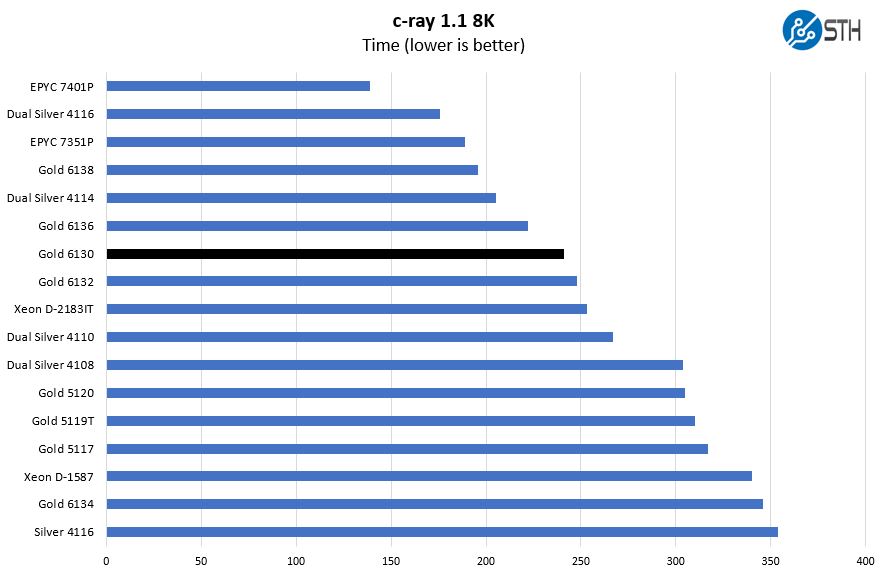 c-ray 1.1 8K
Time (lower is better)
STH
EPYC 7401P
Dual Silver 4116
EPYC 7351P
Gold 6138
Dual Silver 4114
Gold 6136
Gold 6130
Gold 6132
Xeon D-2183IT
Dual Silver 4110
Dual Silver 4108
Gold 5120
Gold 5119T
Gold 5117
Xeon D-1587
Gold 6134
Silver 4116
0 50 100 150 200 250 300 350 400